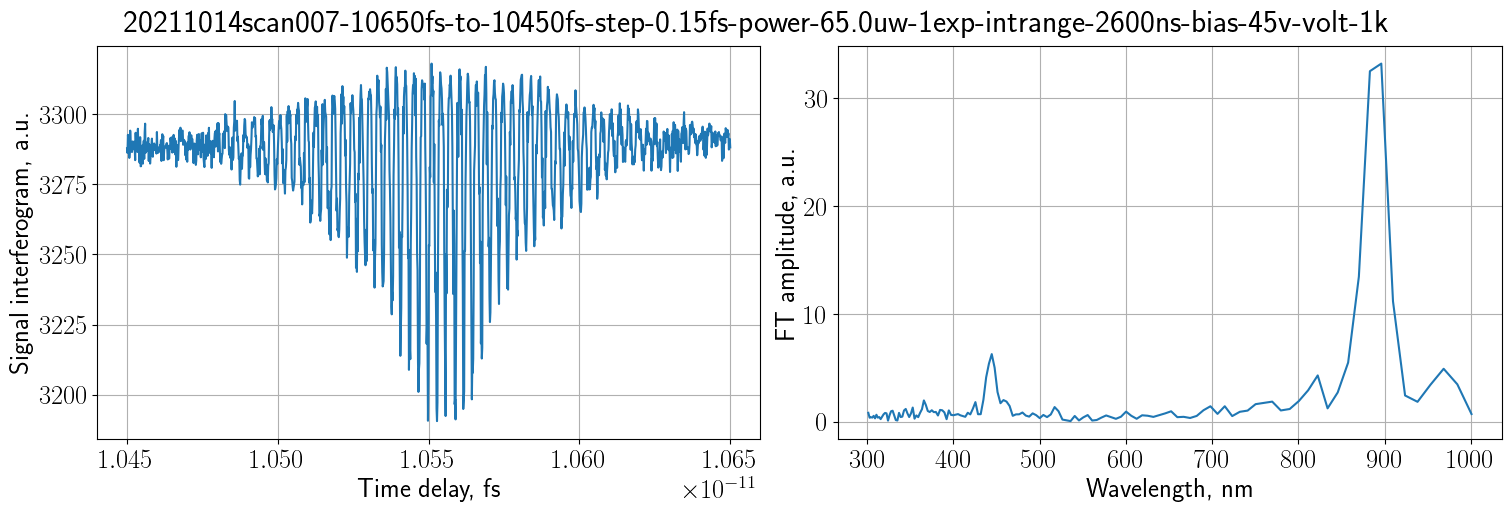 20211014scan007-10650fs-to-10450fs-step-0.15fs-power-65.0uw-1exp-intrange-2600ns-bias-45v-volt-1k
Signal interferogram, a.u.
3300
3275
3250
3225
3200
1.045 1.050 1.055 1.060 1.065
×10⁻¹¹
Time delay, fs
FT amplitude, a.u.
30
20
10
0
300 400 500 600 700 800 900 1000
Wavelength, nm